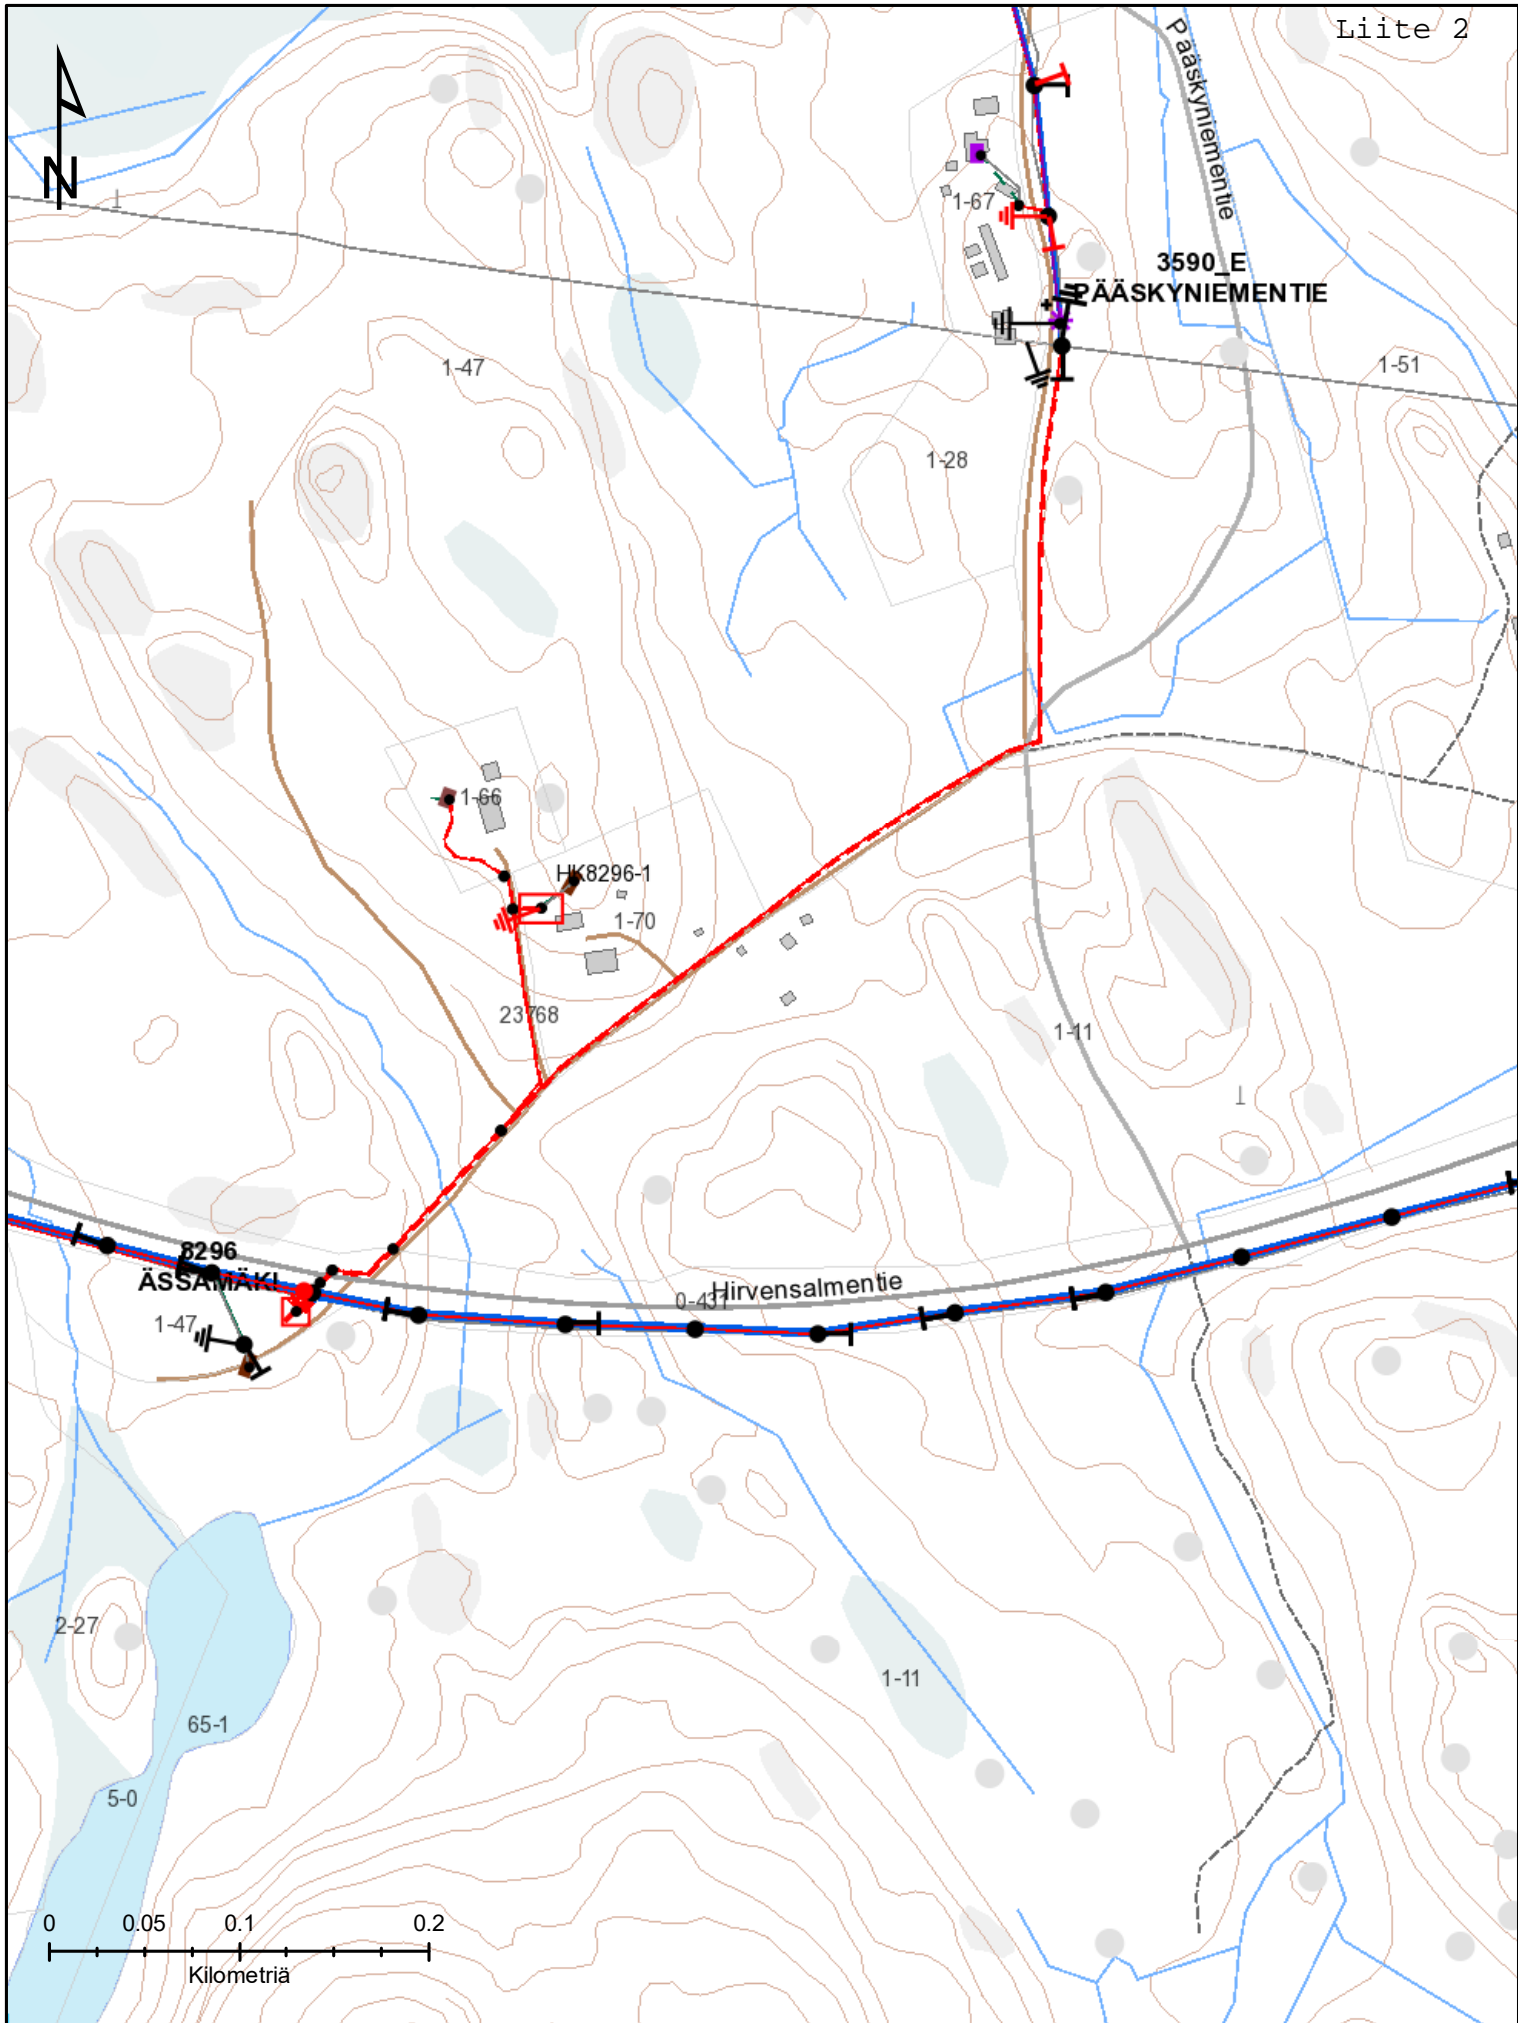 Liite 2
N
Pääskyniementie
1-67
3590_E
PÄÄSKYNIEMENTIE
1-47
1-51
1-28
1-66
HK8296-1
1-70
23768
1-11
8296
ÄSSÄMÄKI
1-47
Hirvensalmentie
0-431
2-27
1-11
65-1
5-0
0 0.05 0.1 0.2
Kilometriä